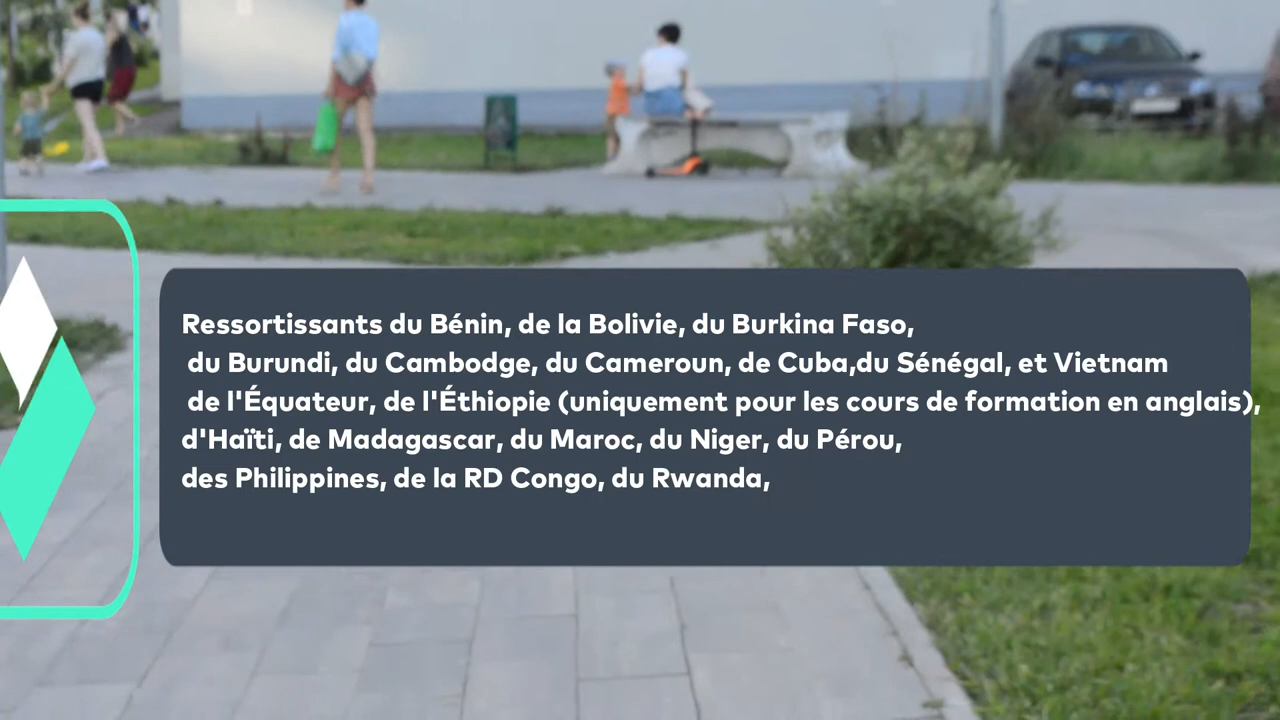 Ressortissants du Bénin, de la Bolivie, du Burkina Faso,
du Burundi, du Cambodge, du Cameroun, de Cuba,du Sénégal, et Vietnam
de l'Équateur, de l'Éthiopie (uniquement pour les cours de formation en anglais),
d'Haïti, de Madagascar, du Maroc, du Niger, du Pérou,
des Philippines, de la RD Congo, du Rwanda,